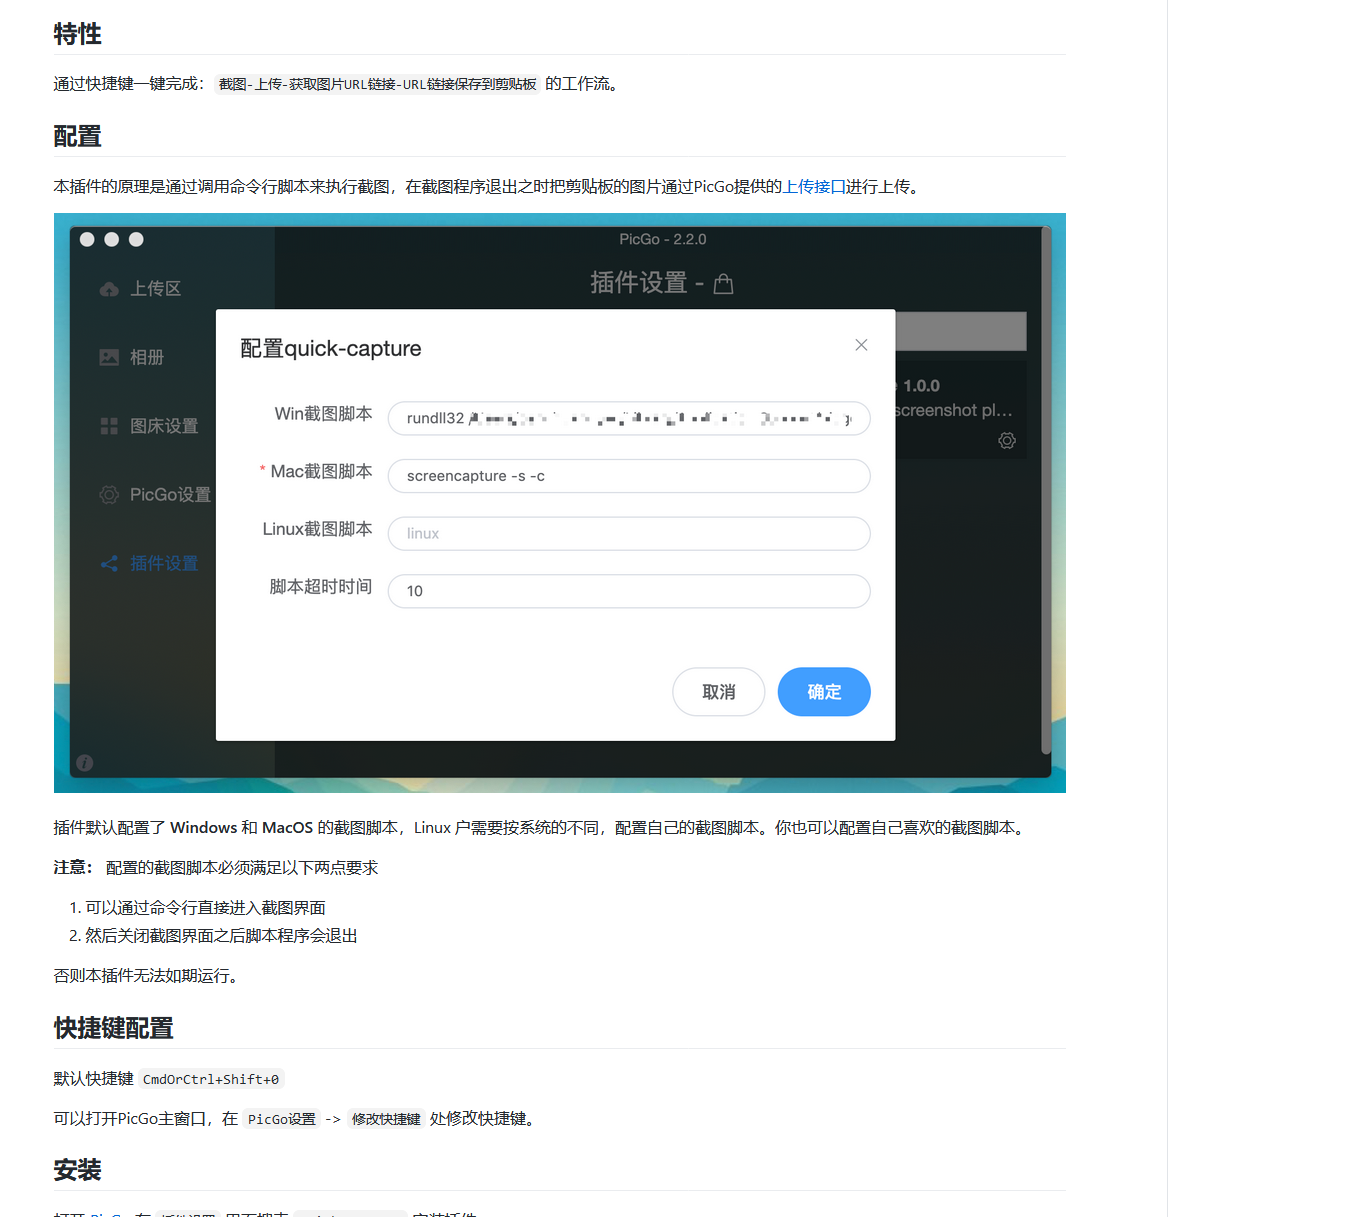 特性
通过快捷键一键完成： 截图-上传-获取图片URL链接-URL链接保存到剪贴板 的工作流。
配置
本插件的原理是通过调用命令行脚本来执行截图，在截图程序退出之时把剪贴板的图片通过PicGo提供的上传接口进行上传。
PicGo - 2.2.0
插件设置 -
上传区
相册
图床设置
PicGo设置
插件设置
1.0.0
screenshot pl...
配置quick-capture
Win截图脚本 rundll32
* Mac截图脚本 screencapture -s -c
Linux截图脚本 linux
脚本超时时间 10
取消 确定
插件默认配置了 Windows 和 MacOS 的截图脚本，Linux 户需要按系统的不同，配置自己的截图脚本。你也可以配置自己喜欢的截图脚本。
注意： 配置的截图脚本必须满足以下两点要求
1. 可以通过命令行直接进入截图界面
2. 然后关闭截图界面之后脚本程序会退出
否则本插件无法如期运行。
快捷键配置
默认快捷键 CmdOrCtrl+Shift+0
可以打开PicGo主窗口，在 PicGo设置 -> 修改快捷键 处修改快捷键。
安装